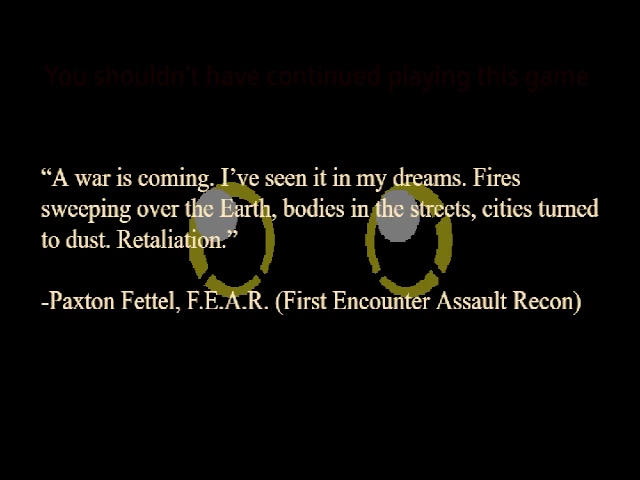 You shouldn't have continued playing this game
“A war is coming. I’ve seen it in my dreams. Fires
sweeping over the Earth, bodies in the streets, cities turned
to dust. Retaliation.”
-Paxton Fettel, F.E.A.R. (First Encounter Assault Recon)